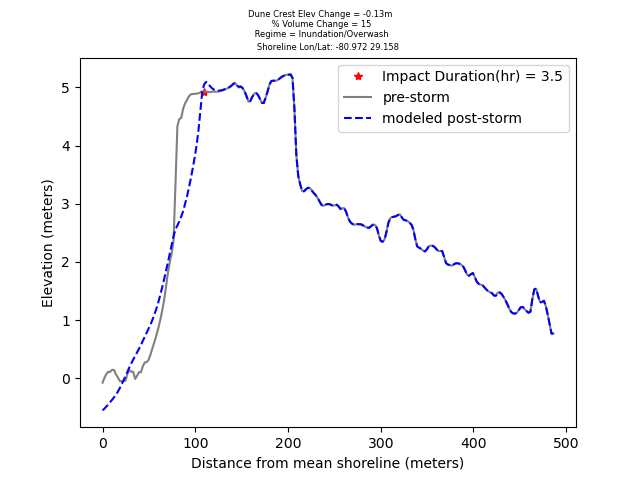 Dune Crest Elev Change = -0.13m
% Volume Change = 15
Regime = Inundation/Overwash
Shoreline Lon/Lat: -80.972 29.158
Impact Duration(hr) = 3.5
pre-storm
modeled post-storm
5
4
3
2
1
0
Elevation (meters)
0 100 200 300 400 500
Distance from mean shoreline (meters)